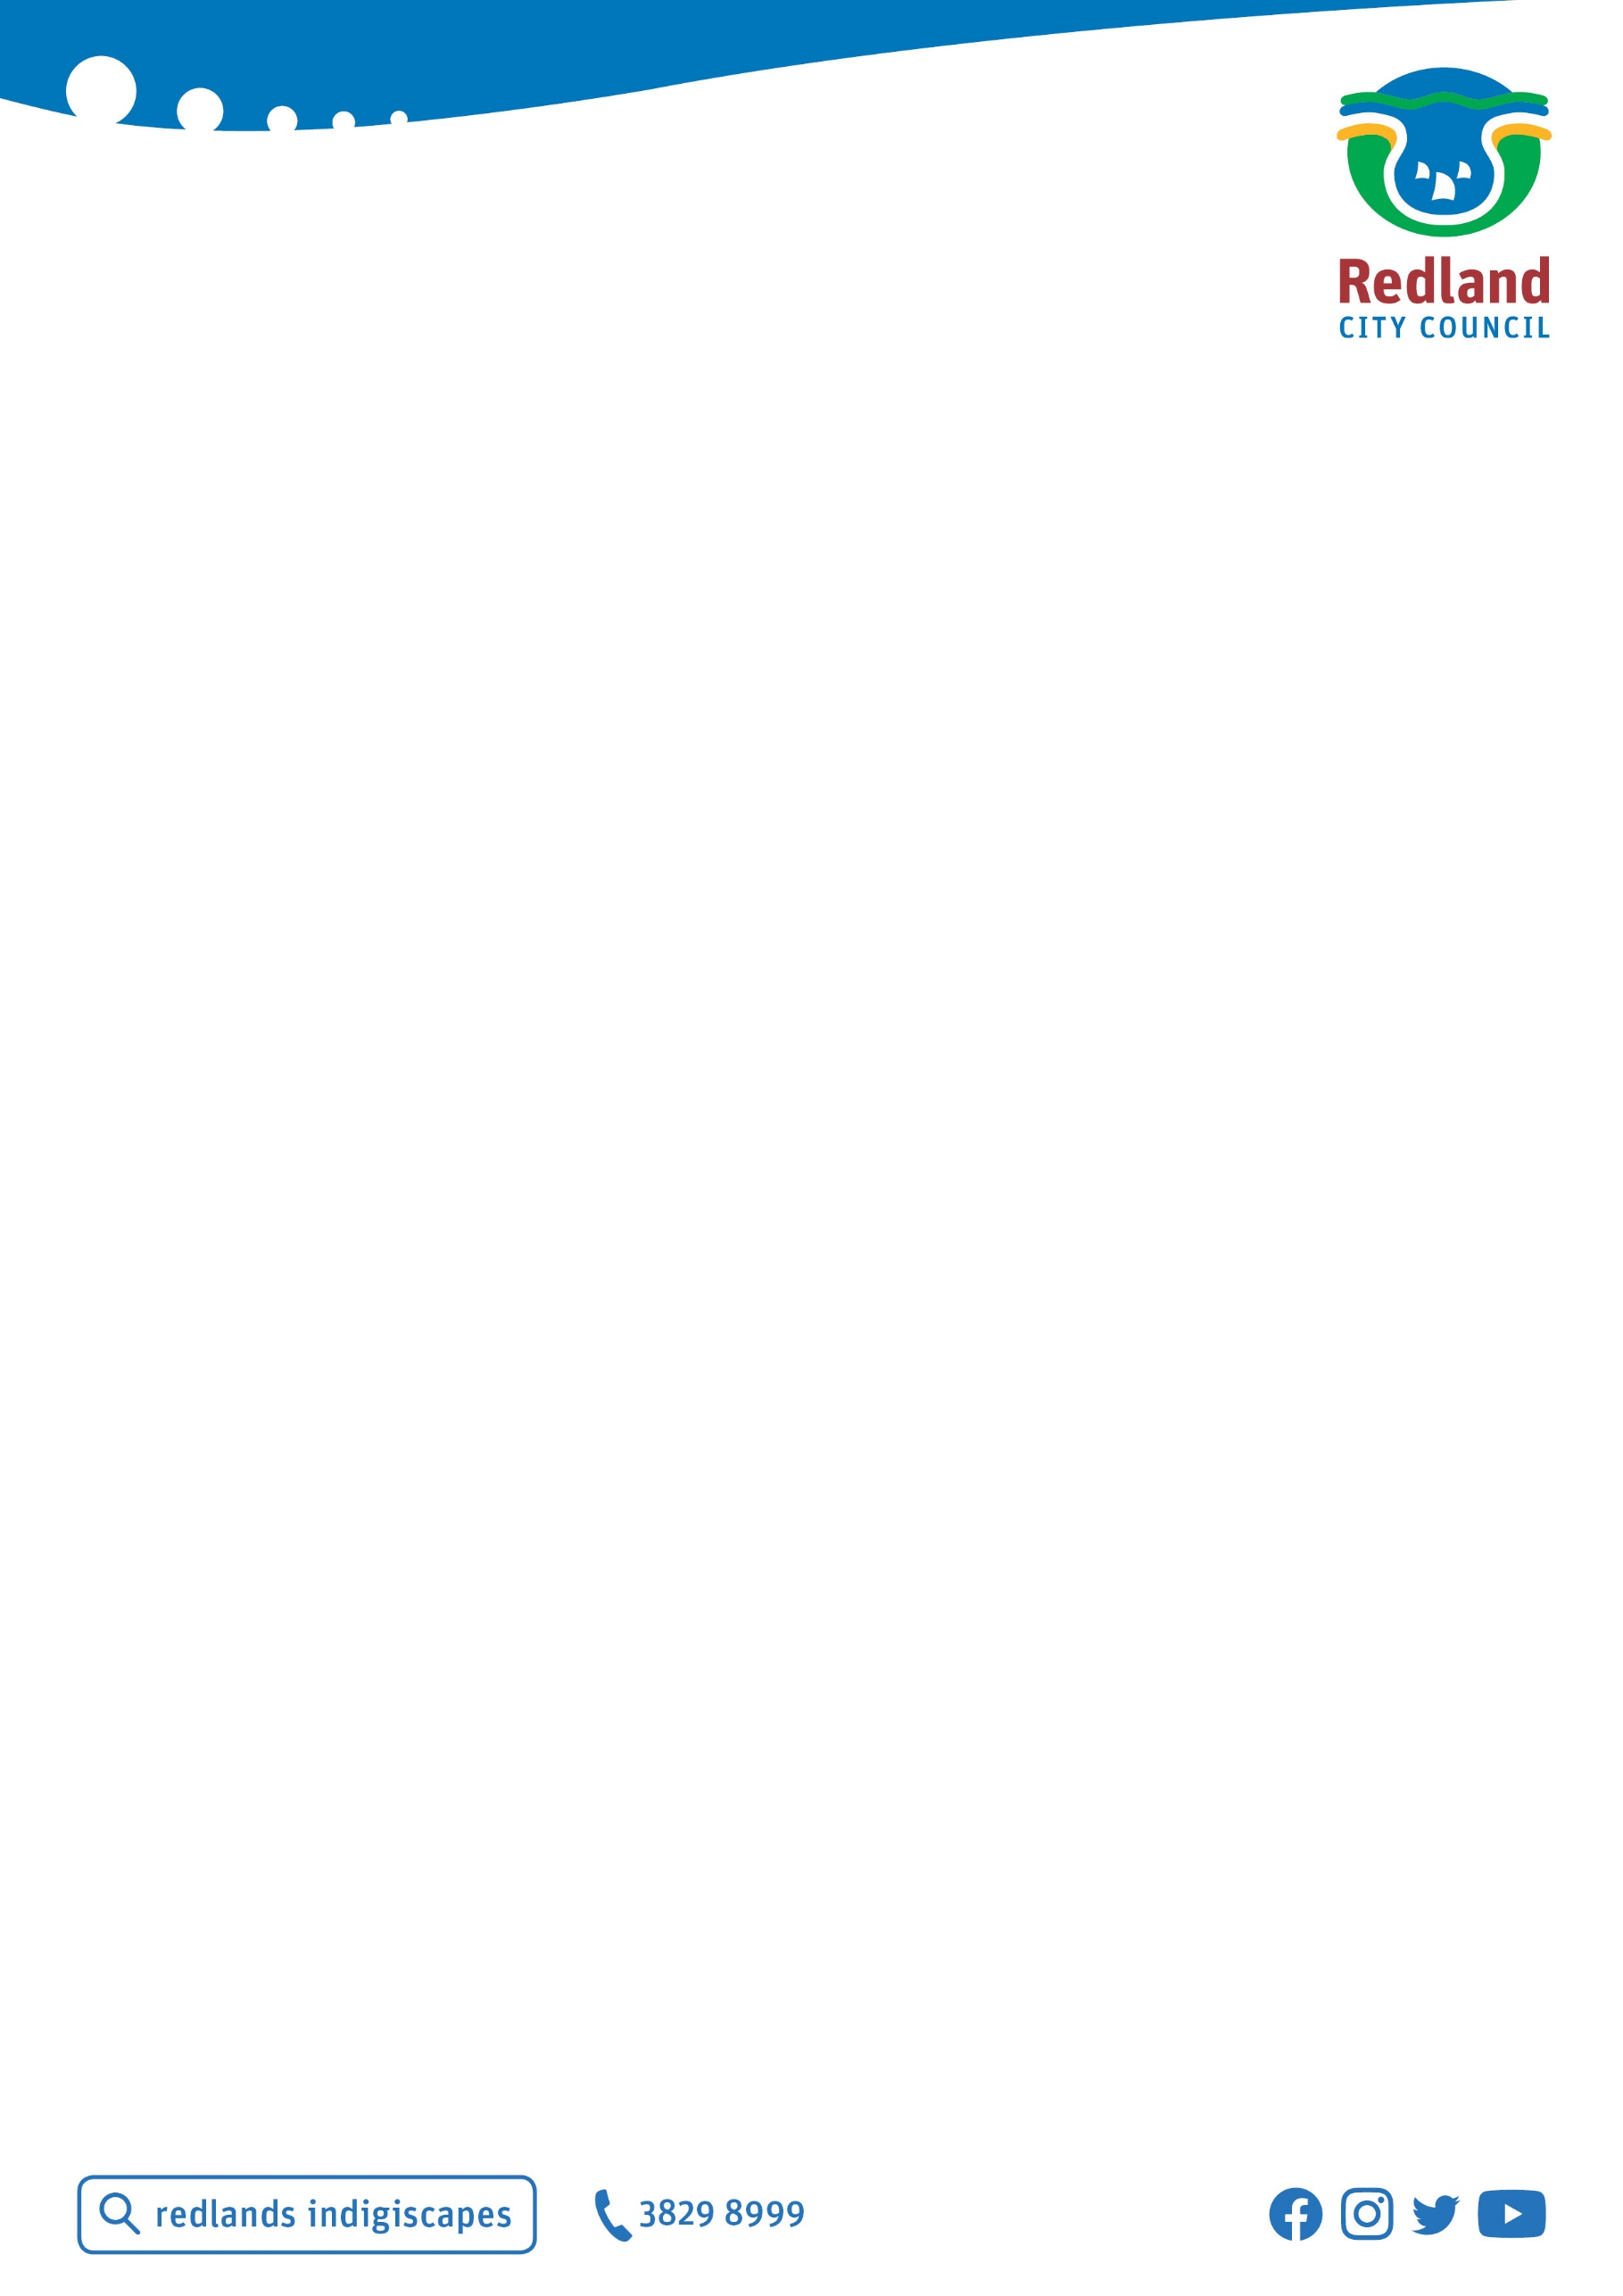 Redland
CITY COUNCIL
redlands indigiscapes
3829 8999